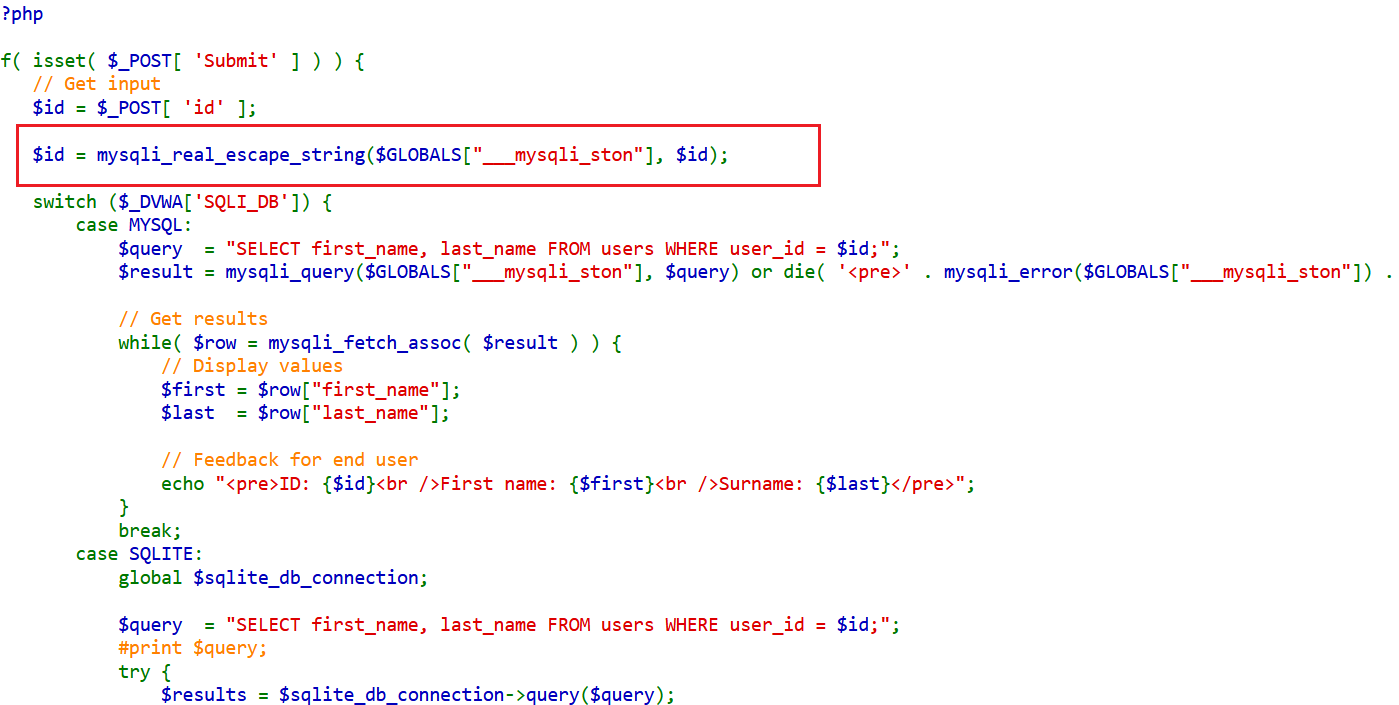 ?php
f( isset( $_POST[ 'Submit' ] ) ) {
// Get input
$id = $_POST[ 'id' ];
$id = mysqli_real_escape_string($GLOBALS["___mysqli_ston"], $id);
switch ($_DVWA['SQLI_DB']) {
case MYSQL:
$query  = "SELECT first_name, last_name FROM users WHERE user_id = $id;";
$result = mysqli_query($GLOBALS["___mysqli_ston"], $query) or die( '<pre>' . mysqli_error($GLOBALS["___mysqli_ston"]) .
// Get results
while( $row = mysqli_fetch_assoc( $result ) ) {
// Display values
$first = $row["first_name"];
$last  = $row["last_name"];
// Feedback for end user
echo "<pre>ID: {$id}<br />First name: {$first}<br />Surname: {$last}</pre>";
}
break;
case SQLITE:
global $sqlite_db_connection;
$query  = "SELECT first_name, last_name FROM users WHERE user_id = $id;";
#print $query;
try {
$results = $sqlite_db_connection->query($query);